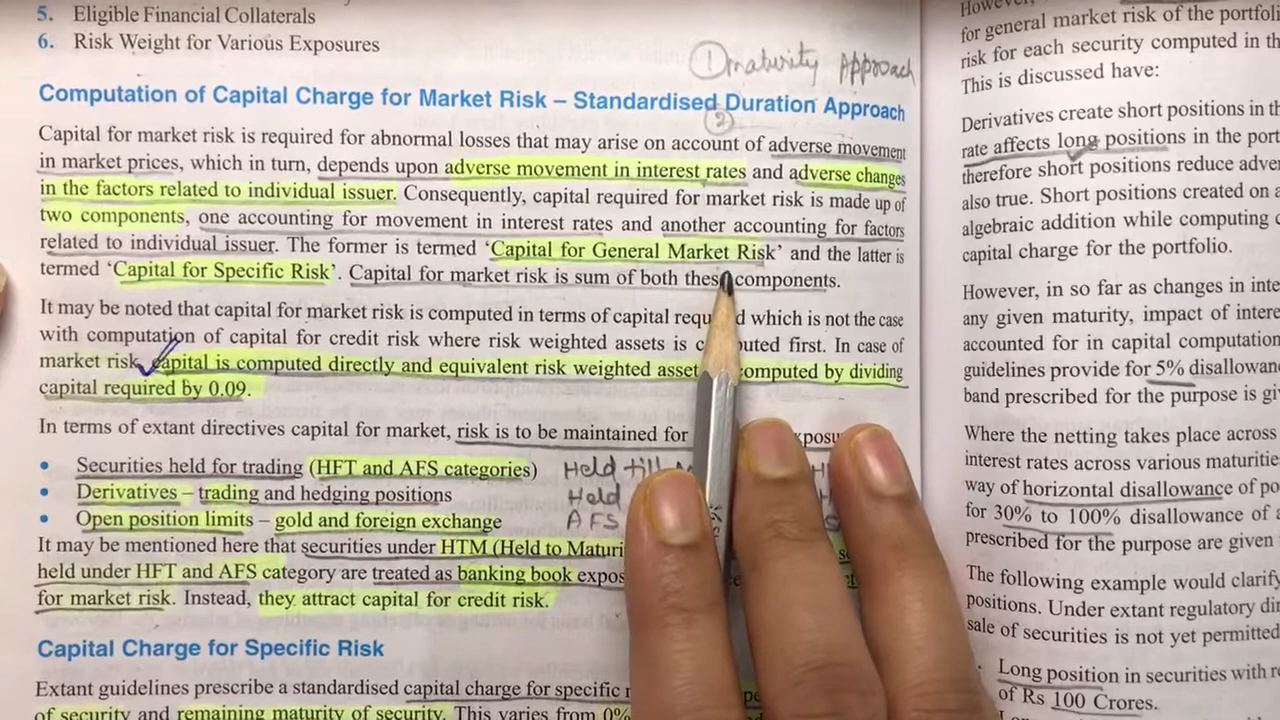 5. Eligible Financial Collaterals
6. Risk Weight for Various Exposures
① maturity Approach
Computation of Capital Charge for Market Risk – Standardised Duration Approach
②
Capital for market risk is required for abnormal losses that may arise on account of adverse movement
in market prices, which in turn, depends upon adverse movement in interest rates and adverse changes
in the factors related to individual issuer. Consequently, capital required for market risk is made up of
two components, one accounting for movement in interest rates and another accounting for factors
related to individual issuer. The former is termed ‘Capital for General Market Risk’ and the latter is
termed ‘Capital for Specific Risk’. Capital for market risk is sum of both these components.
It may be noted that capital for market risk is computed in terms of capital which is not the case
with computation of capital for credit risk where risk weighted assets is first. In case of
market risk, capital is computed directly and equivalent risk weighted asset computed by dividing
capital required by 0.09.
In terms of extant directives capital for market, risk is to be maintained for
• Securities held for trading (HFT and AFS categories) Held till
• Derivatives – trading and hedging positions Held
• Open position limits – gold and foreign exchange AFS
It may be mentioned here that securities under HTM (Held to
held under HFT and AFS category are treated as banking book
for market risk. Instead, they attract capital for credit risk.
Capital Charge for Specific Risk
Extant guidelines prescribe a standardised capital charge for specific
of security and remaining maturity of security. This varies from 0%
However,
for general market risk of the
risk for each security computed in
This is discussed have:
Derivatives create short positions in
rate affects long positions in the
therefore short positions reduce
also true. Short positions created on
algebraic addition while computing
capital charge for the portfolio.
However, in so far as changes in
any given maturity, impact of
accounted for in capital computation
guidelines provide for 5%
band prescribed for the purpose is
Where the netting takes place across
interest rates across various
way of horizontal disallowance of
for 30% to 100% disallowance of
prescribed for the purpose are given
The following example would
positions. Under extant regulatory
sale of securities is not yet permitted
Long position in securities with
of Rs 100 Crores.